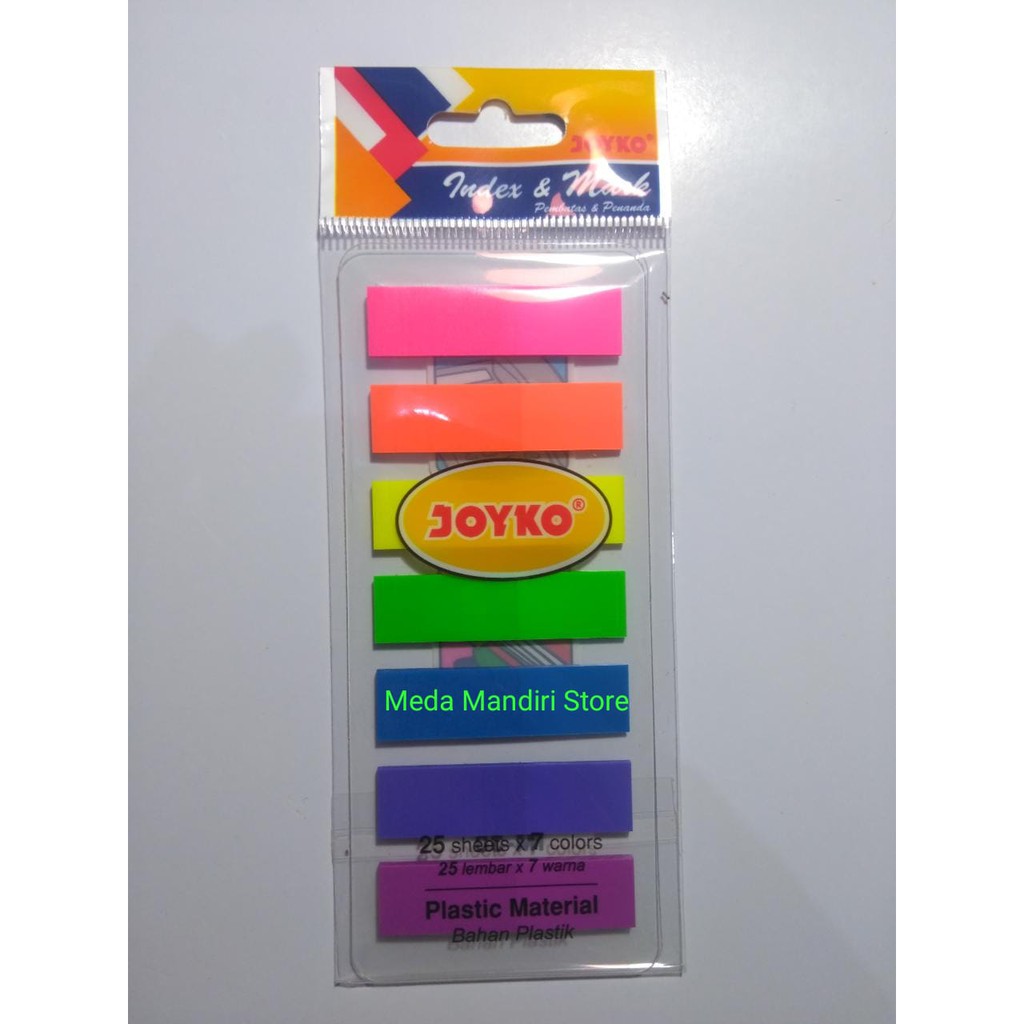 JOYKO®
Index & Mark
Pembatas & Penanda
JOYKO®
Meda Mandiri Store
25 sheets x 7 colors
25 lembar x 7 warna
Plastic Material
Bahan Plastik